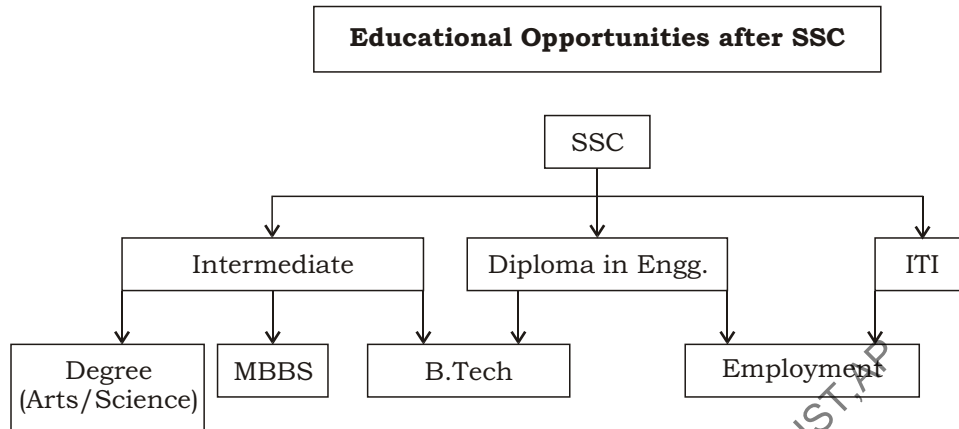 Educational Opportunities after SSC
SSC
Intermediate
Diploma in Engg.
ITI
Degree
(Arts/Science)
MBBS
B.Tech
Employment